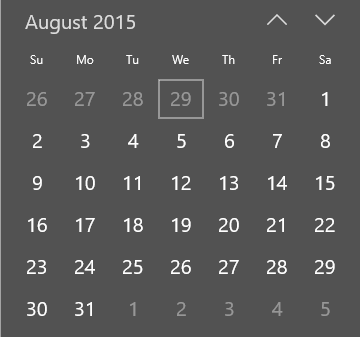 August 2015
Su Mo Tu We Th Fr Sa
26 27 28 29 30 31 1
2 3 4 5 6 7 8
9 10 11 12 13 14 15
16 17 18 19 20 21 22
23 24 25 26 27 28 29
30 31 1 2 3 4 5